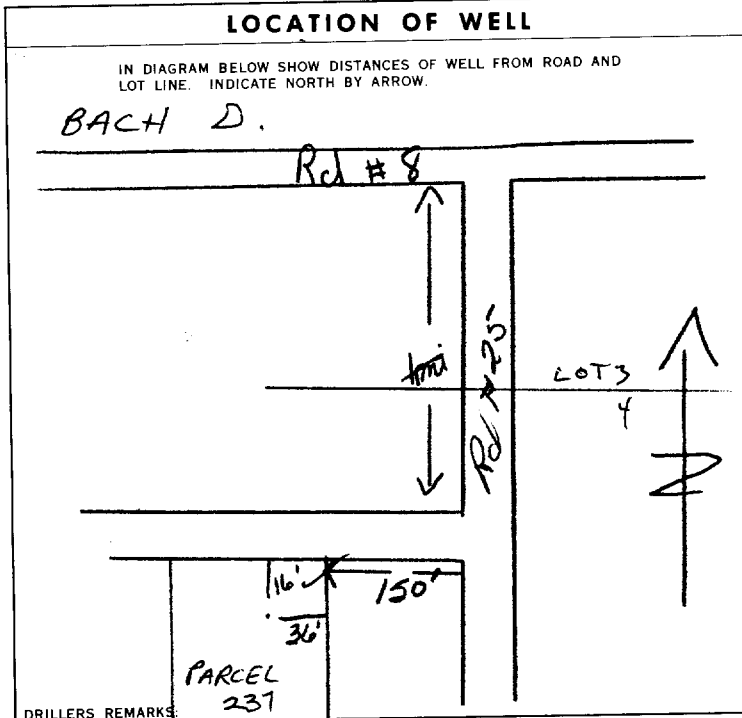 LOCATION OF WELL
IN DIAGRAM BELOW SHOW DISTANCES OF WELL FROM ROAD AND
LOT LINE. INDICATE NORTH BY ARROW.
BACH D.
Rd # 8
Rd # 25
LOT 3
4
N
16'
150'
36'
PARCEL
237
DRILLERS REMARKS: